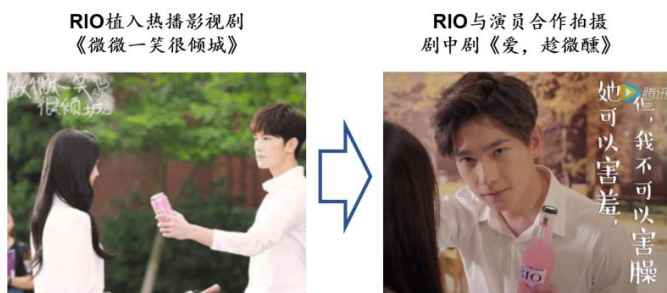 RIO植入热播影视剧
《微微一笑很倾城》
RIO与演员合作拍摄
剧中剧《爱，趁微醺》
微微一笑
很倾城
腾讯
她可以害羞，
但，我不可以害臊
RIO